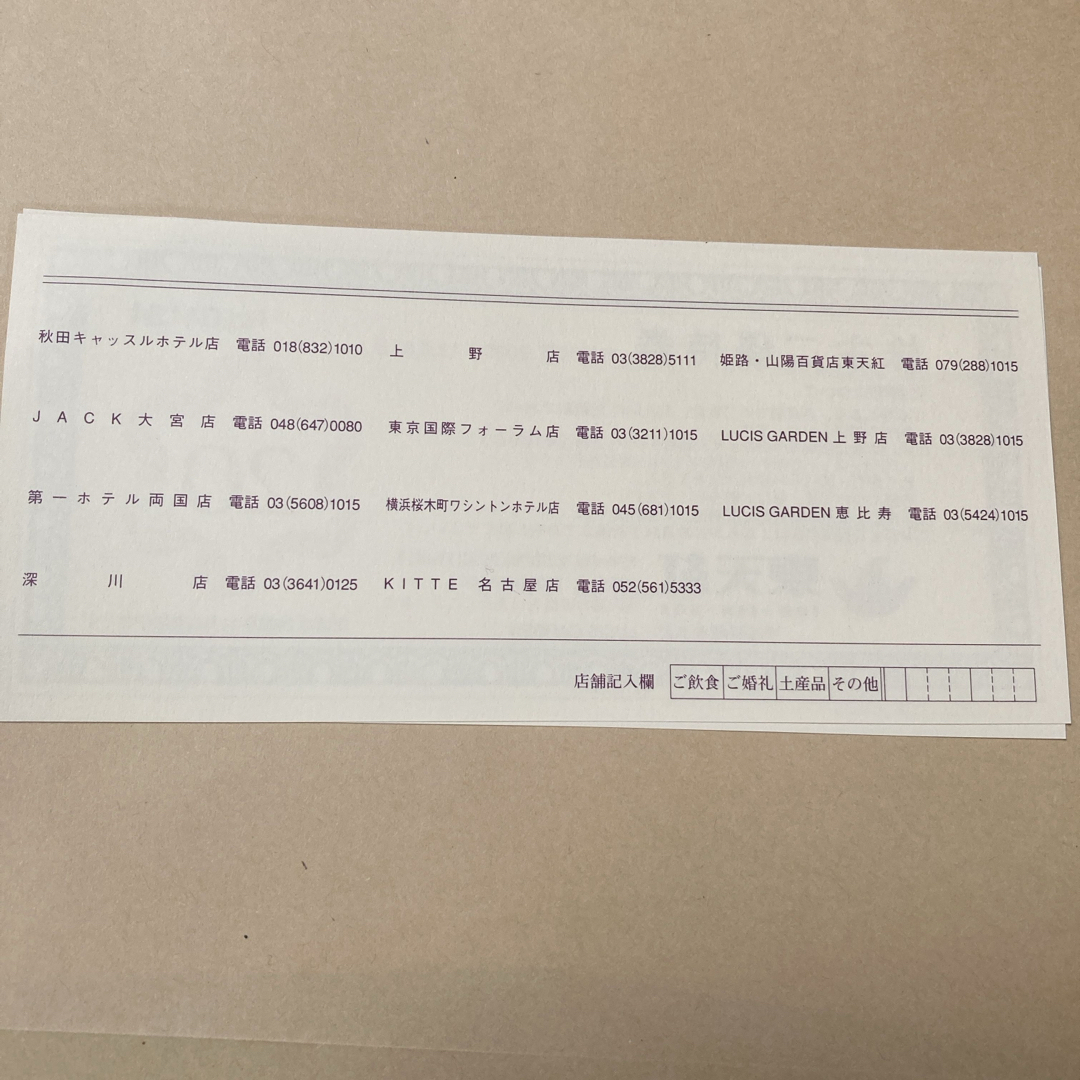 秋田キャッスルホテル店 電話 018(832)1010 上野店 電話 03(3828)5111 姫路・山陽百貨店東天紅 電話 079(288)1015
JACK大宮店 電話 048(647)0080 東京国際フォーラム店 電話 03(3211)1015 LUCIS GARDEN 上野店 電話 03(3828)1015
第一ホテル両国店 電話 03(5608)1015 横浜桜木町ワシントンホテル店 電話 045(681)1015 LUCIS GARDEN 恵比寿 電話 03(5424)1015
深川店 電話 03(3641)0125 KITTE 名古屋店 電話 052(561)5333
店舗記入欄 ご飲食 ご婚礼 土産品 その他